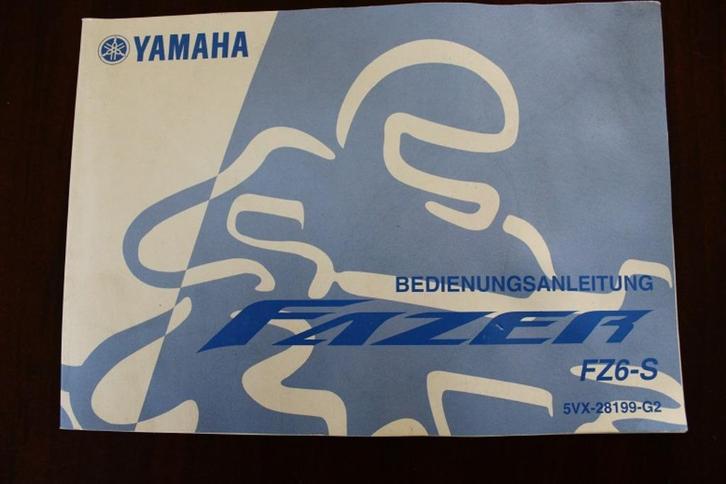 YAMAHA
BEDIENUNGSANLEITUNG
FAZER
FZ6-S
5VX-28199-G2